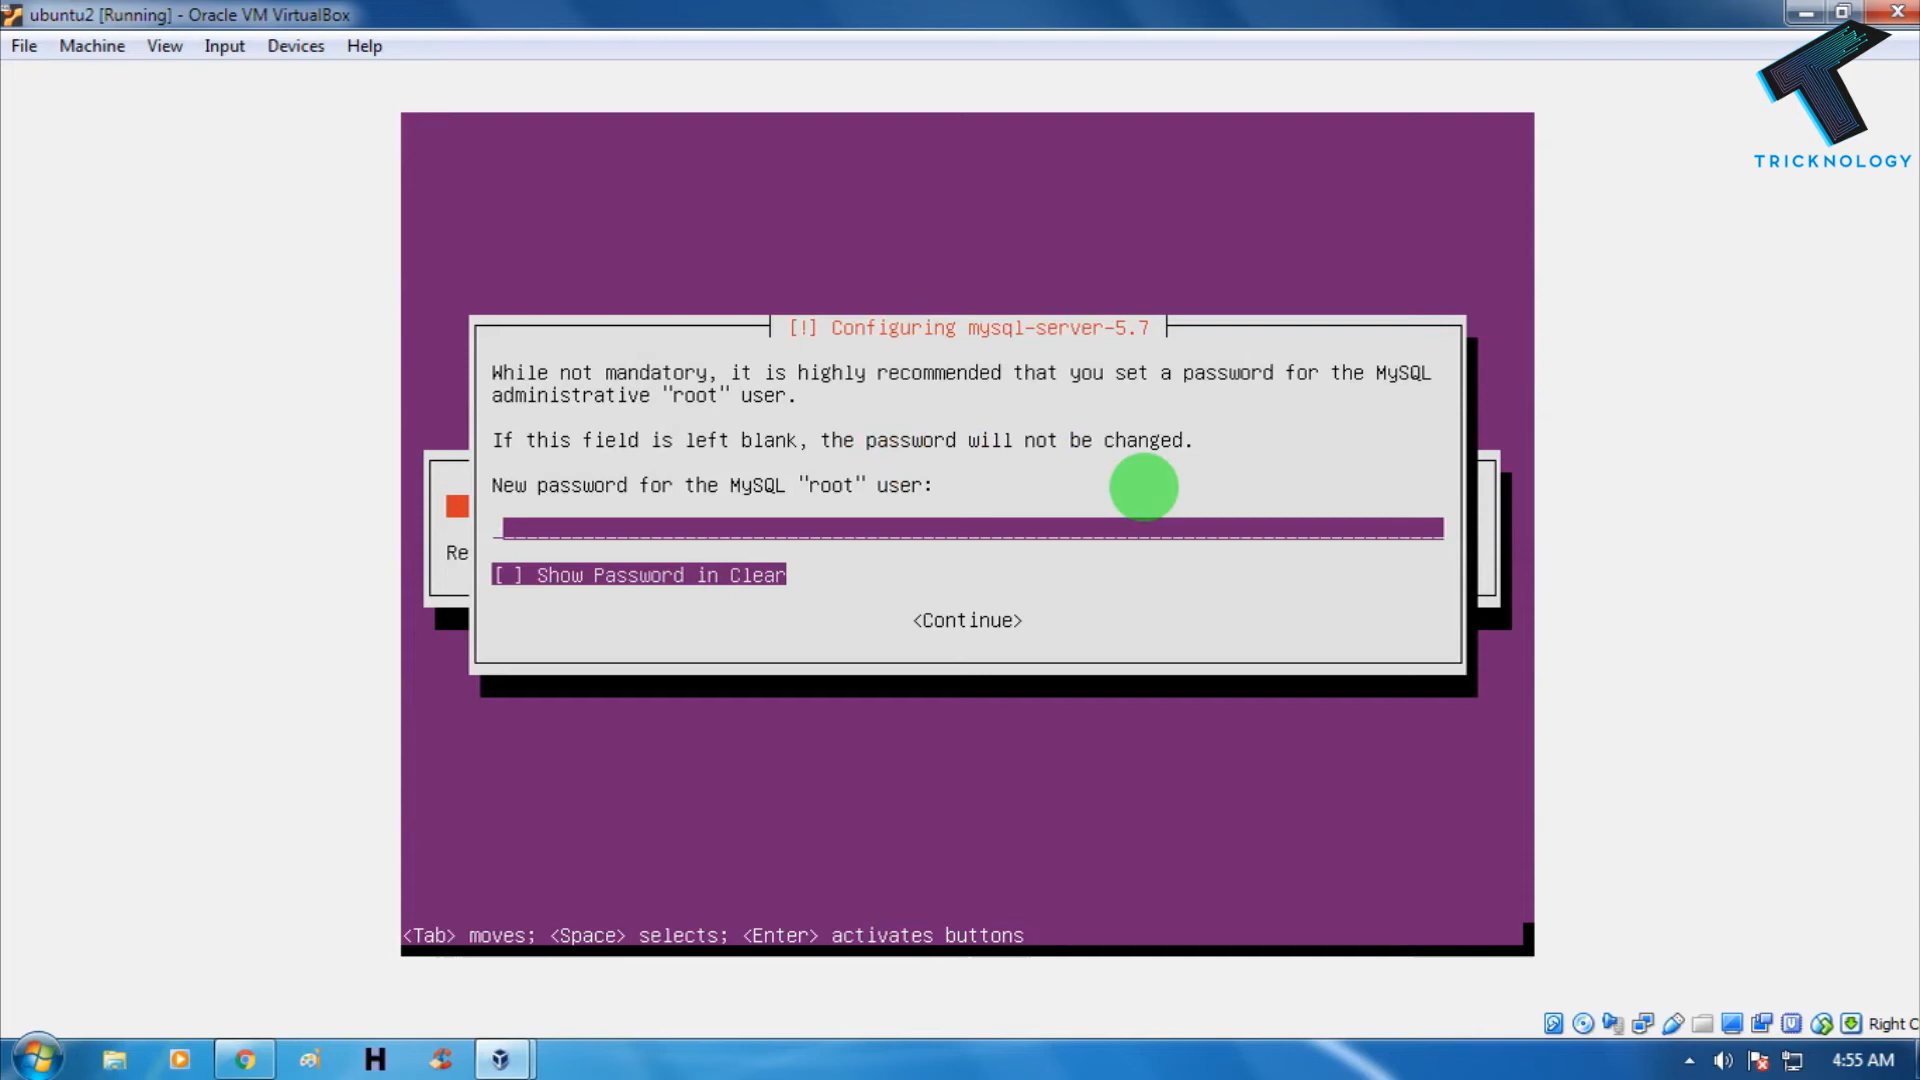 ubuntu2 [Running] - Oracle VM VirtualBox
File Machine View Input Devices Help
TRICKNOLOGY
[!] Configuring mysql-server-5.7
While not mandatory, it is highly recommended that you set a password for the MySQL
administrative "root" user.
If this field is left blank, the password will not be changed.
New password for the MySQL "root" user:
Re
[ ] Show Password in Clear
<Continue>
<Tab> moves; <Space> selects; <Enter> activates buttons
Right C
H
4:55 AM